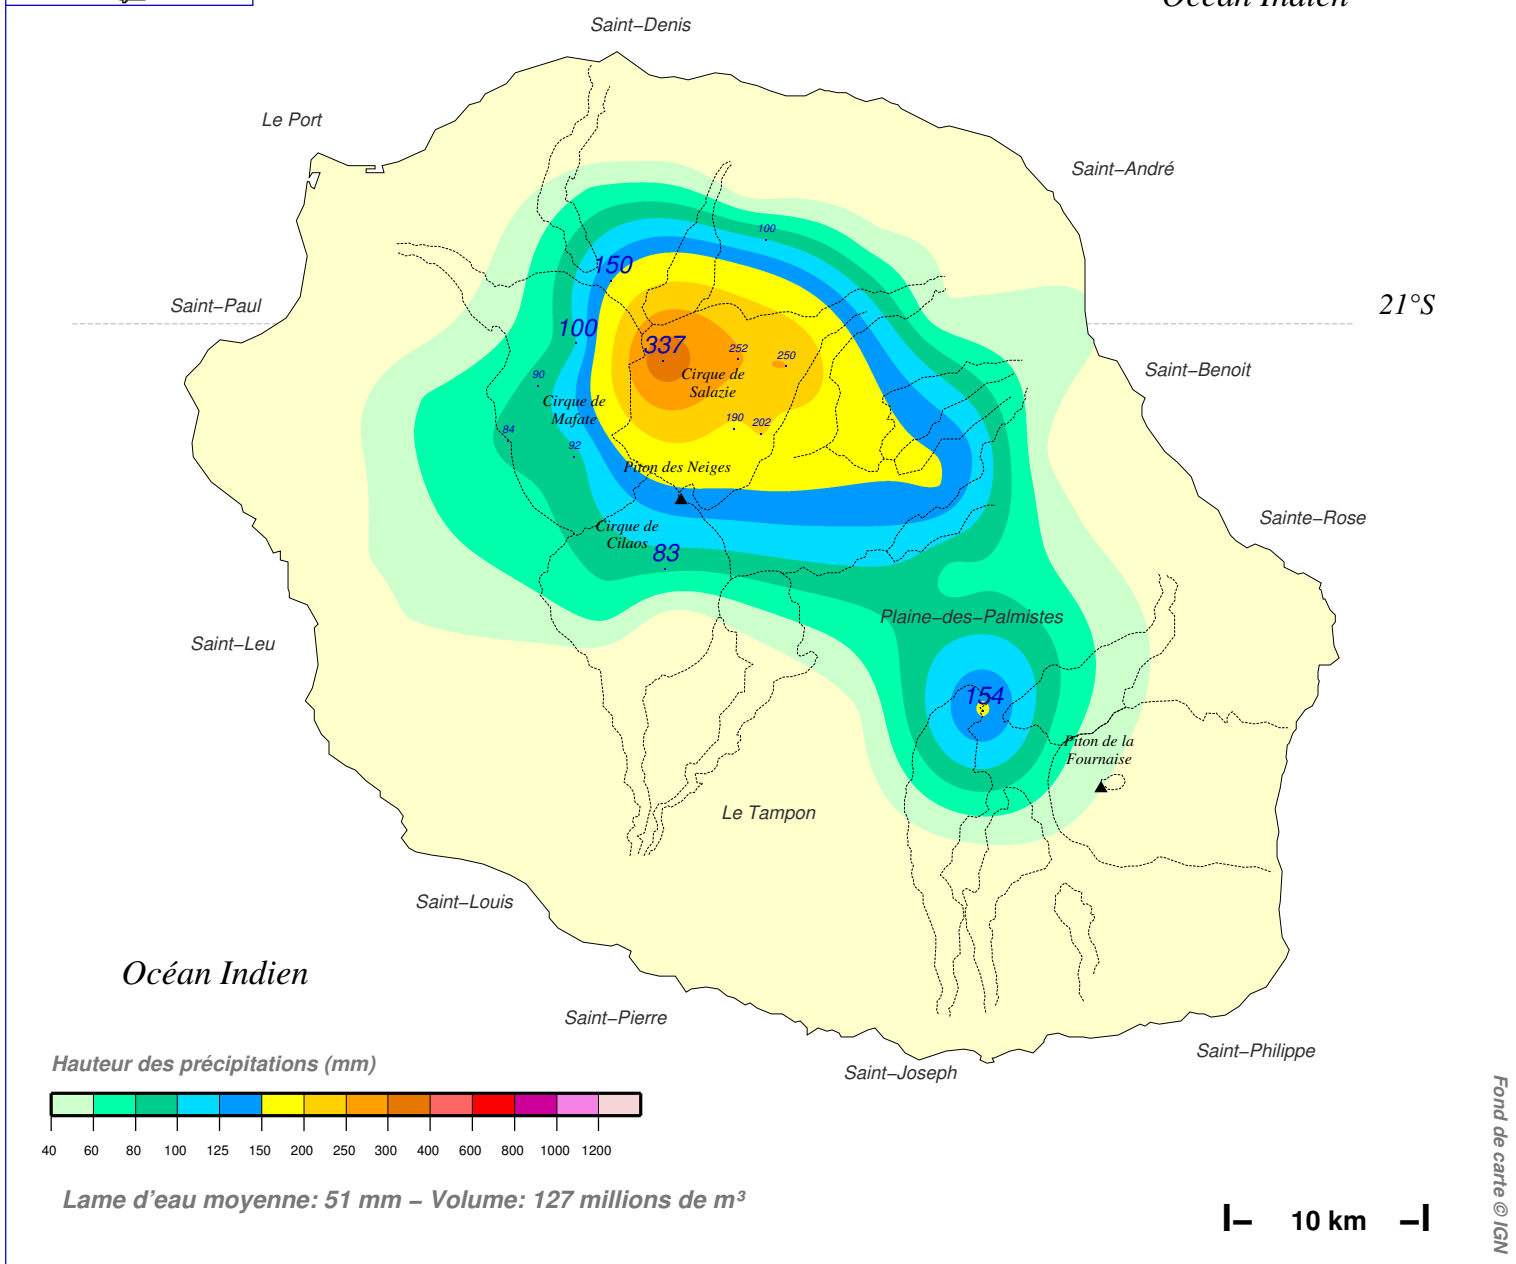 Océan Indien
Saint–Denis
Le Port
Saint–André
100
150
Saint–Paul
21°S
100
337
252
250
Saint–Benoit
90
Cirque de
Salazie
Cirque de
Mafate
190
202
84
92
Piton des Neiges
Sainte–Rose
Cirque de
Cilaos
83
Plaine–des–Palmistes
Saint–Leu
154
Piton de la
Fournaise
Le Tampon
Saint–Louis
Océan Indien
Saint–Pierre
Saint–Philippe
Saint–Joseph
Hauteur des précipitations (mm)
40 60 80 100 125 150 200 250 300 400 600 800 1000 1200
Lame d'eau moyenne: 51 mm – Volume: 127 millions de m³
10 km
Fond de carte © IGN